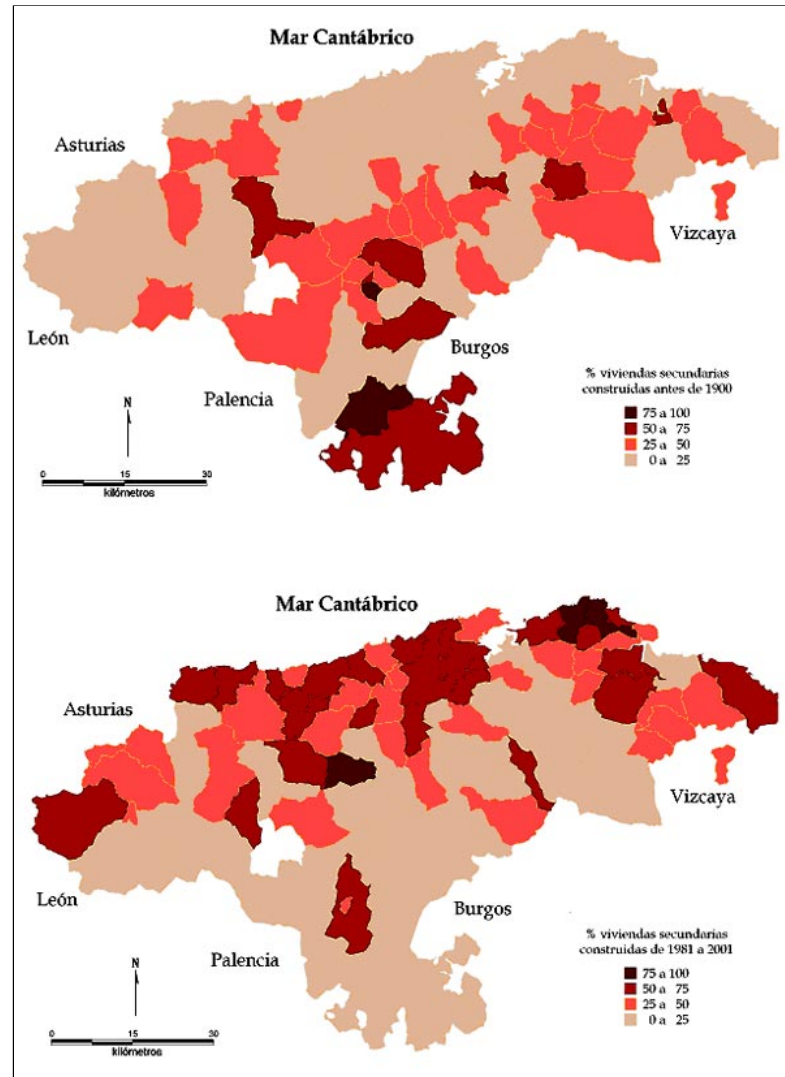 Mar Cantábrico
Asturias
Vizcaya
León
Burgos
Palencia
% viviendas secundarias
construidas antes de 1900
75 a 100
50 a 75
25 a 50
0 a 25
N
0 15 30
kilómetros
Mar Cantábrico
Asturias
Vizcaya
León
Burgos
Palencia
% viviendas secundarias
construidas de 1981 a 2001
75 a 100
50 a 75
25 a 50
0 a 25
N
0 15 30
kilómetros